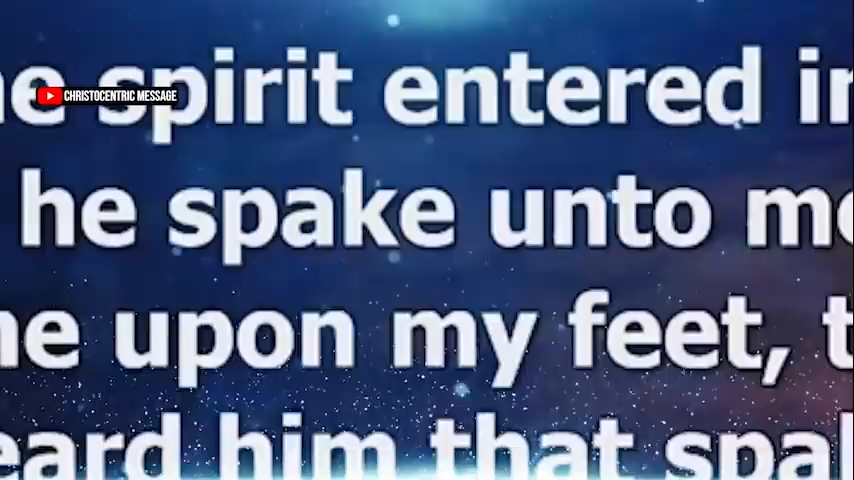 spirit entered
CHRISTOCENTRIC MESSAGE
he spake unto
upon my feet,
him that